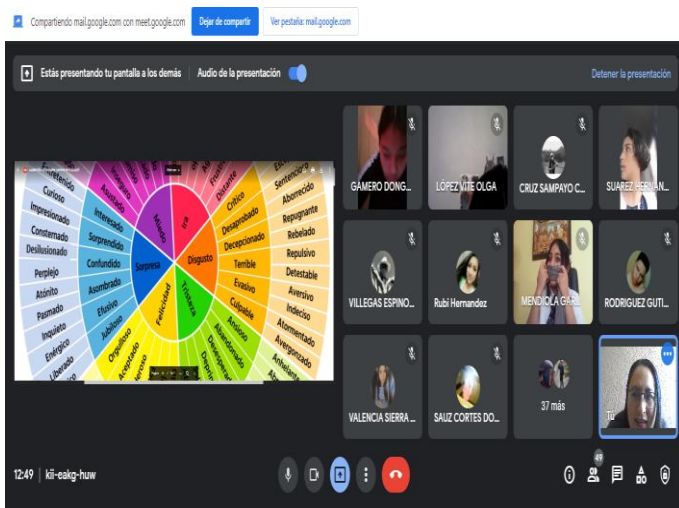 Compartiendo mail.google.com con meet.google.com
Dejar de compartir
Ver pestaña: mail.google.com
Estás presentando tu pantalla a los demás
Audio de la presentación
Detener la presentación
Miedo
Ira
Disgusto
Tristeza
Felicidad
Sorpresa
Asustado
Inseguro
Distante
Crítico
Desaprobado
Decepcionado
Terrible
Evasivo
Culpable
Ansioso
Abandonado
Orgulloso
Aceptado
Jubiloso
Efusivo
Asombrado
Confundido
Sorprendido
Interesado
Curioso
Impresionado
Consternado
Desilusionado
Perplejo
Atónito
Pasmado
Inquieto
Enérgico
Liberado
Sentencioso
Aborrecido
Repugnante
Rebelado
Repulsivo
Detestable
Aversivo
Indeciso
Atormentado
Avergonzado
GAMERO DONG...
LÓPEZ VITE OLGA
CRUZ SAMPAYO C...
SUAREZ HERNAN...
VILLEGAS ESPINO...
Rubi Hernandez
MENDIOLA GAR...
RODRIGUEZ GUTI...
VALENCIA SIERRA ...
SAUZ CORTES DO...
37 más
Tú
12:49 | kii-eakg-huw
49